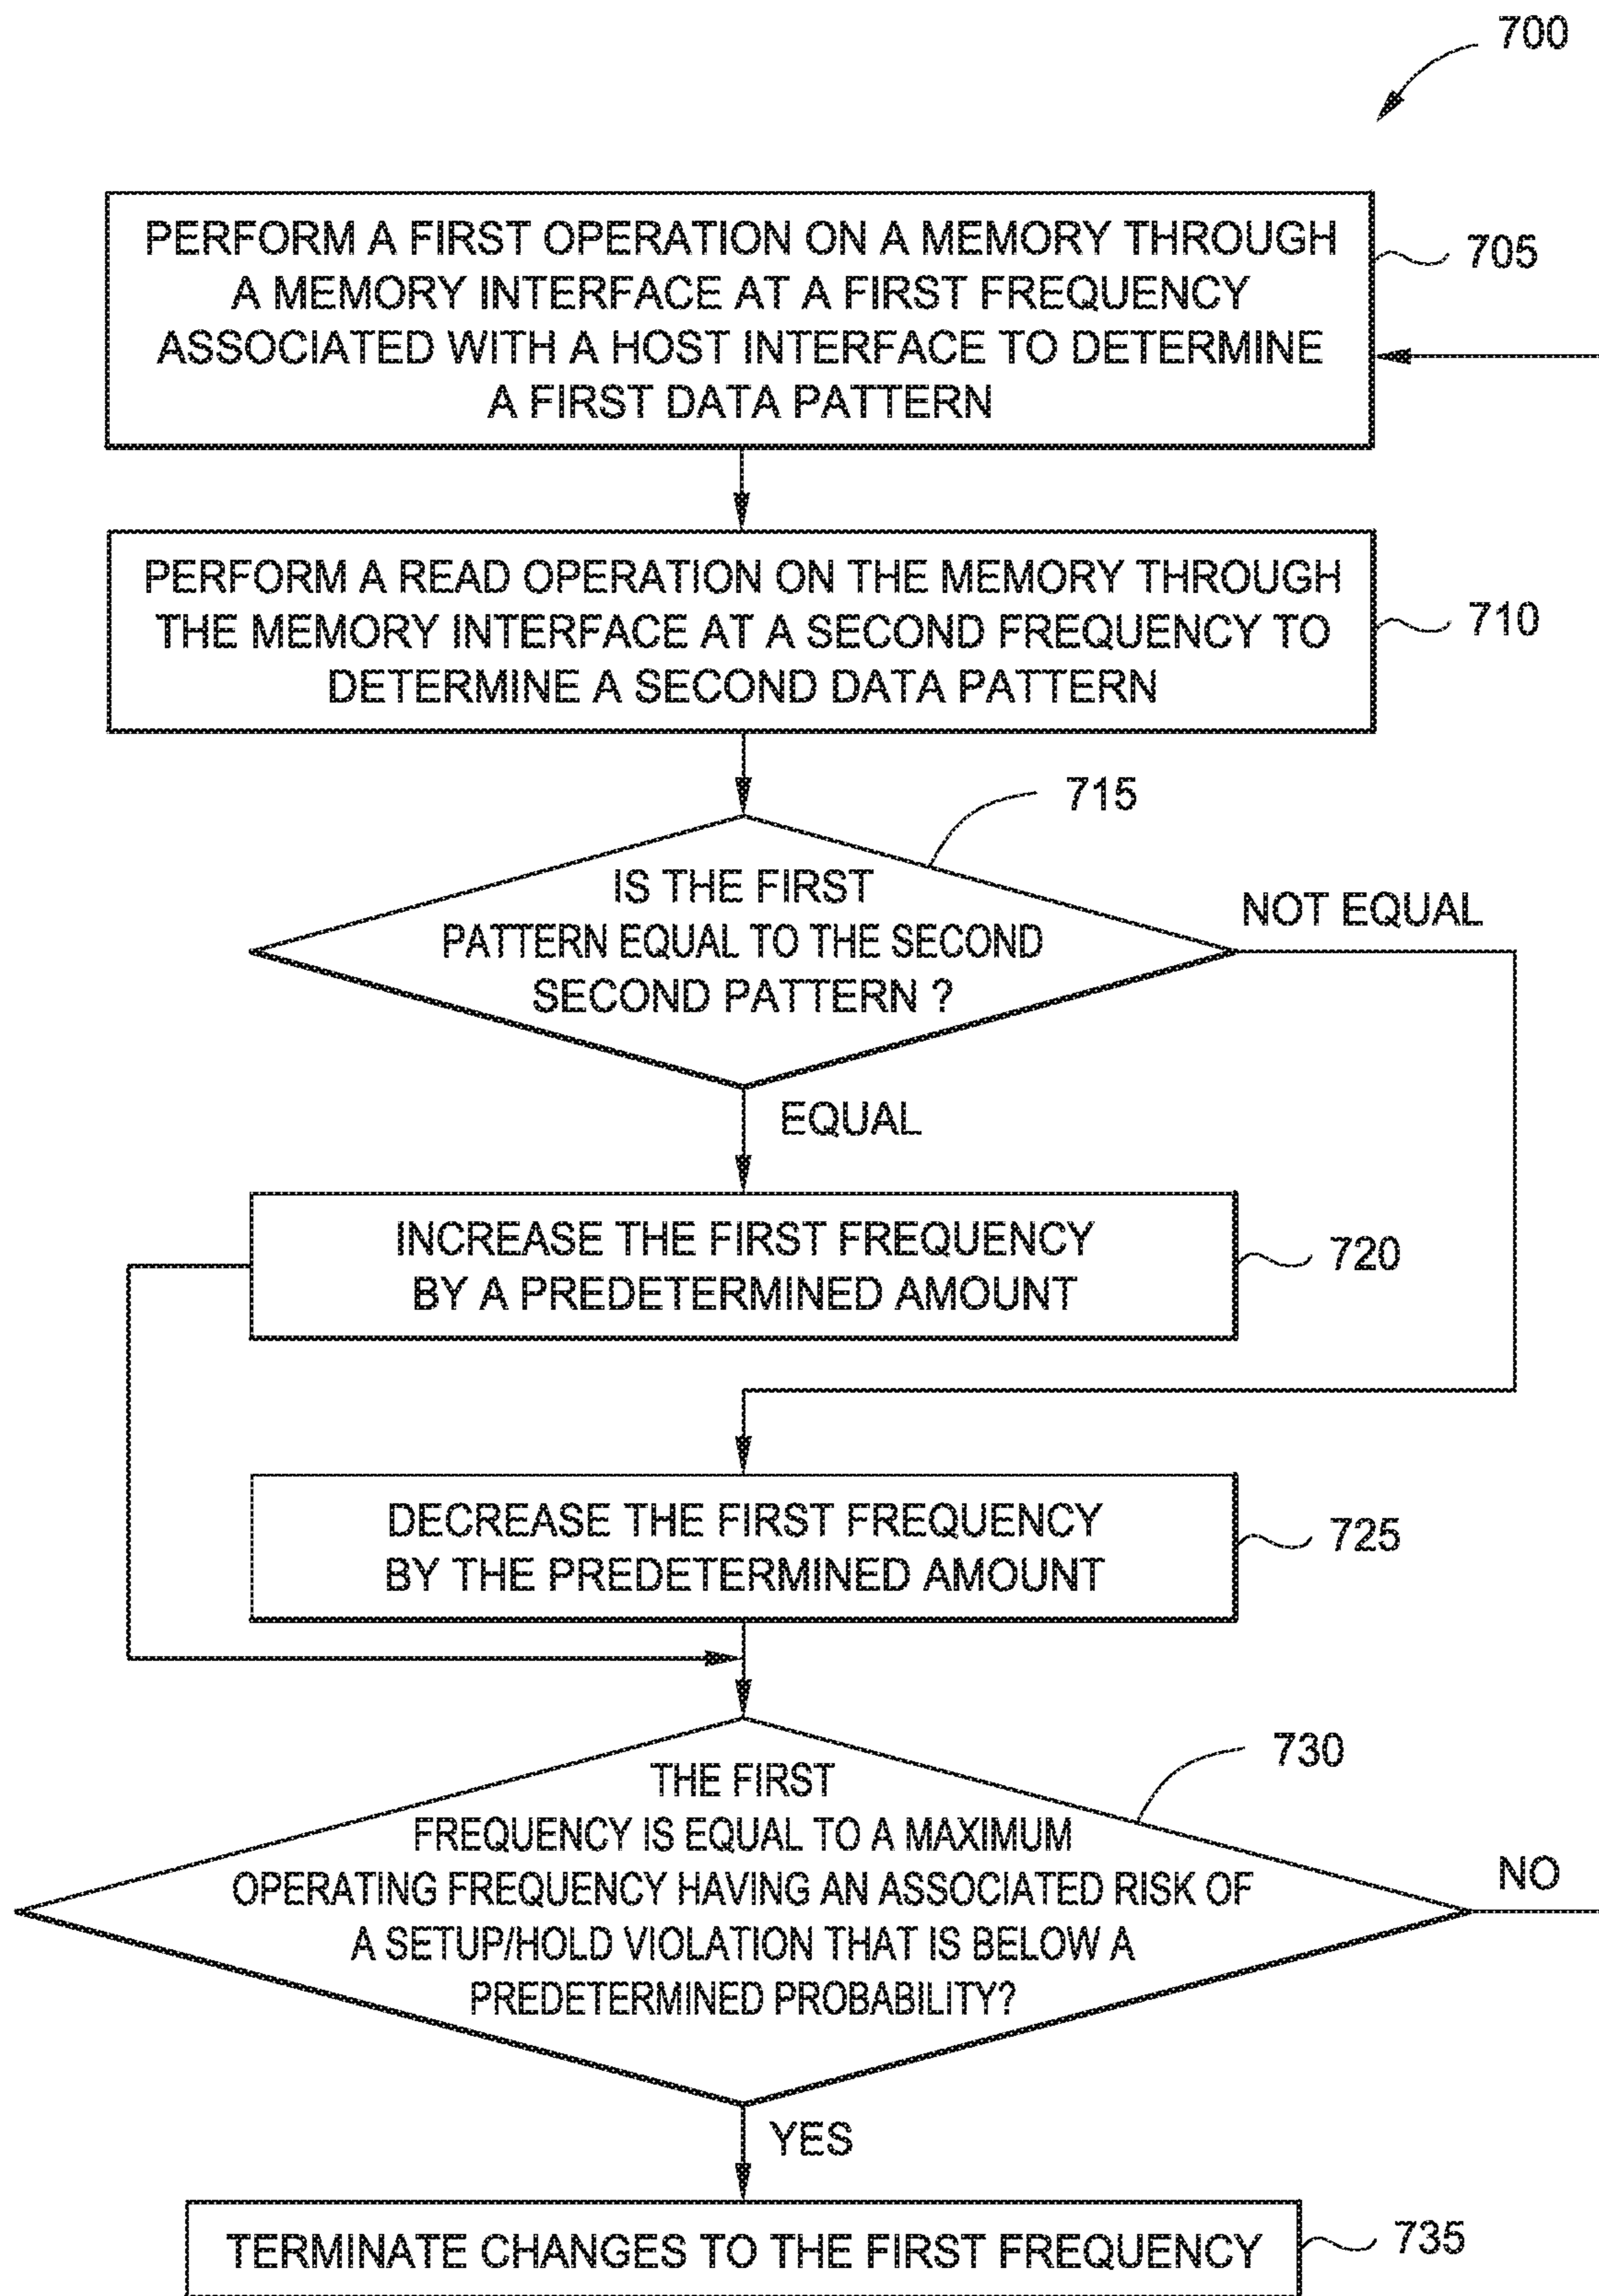 700
PERFORM A FIRST OPERATION ON A MEMORY THROUGH
A MEMORY INTERFACE AT A FIRST FREQUENCY
ASSOCIATED WITH A HOST INTERFACE TO DETERMINE
A FIRST DATA PATTERN
705
PERFORM A READ OPERATION ON THE MEMORY THROUGH
THE MEMORY INTERFACE AT A SECOND FREQUENCY TO
DETERMINE A SECOND DATA PATTERN
710
715
IS THE FIRST
PATTERN EQUAL TO THE SECOND
SECOND PATTERN ?
NOT EQUAL
EQUAL
INCREASE THE FIRST FREQUENCY
BY A PREDETERMINED AMOUNT
720
DECREASE THE FIRST FREQUENCY
BY THE PREDETERMINED AMOUNT
725
730
THE FIRST
FREQUENCY IS EQUAL TO A MAXIMUM
OPERATING FREQUENCY HAVING AN ASSOCIATED RISK OF
A SETUP/HOLD VIOLATION THAT IS BELOW A
PREDETERMINED PROBABILITY?
NO
YES
TERMINATE CHANGES TO THE FIRST FREQUENCY
735